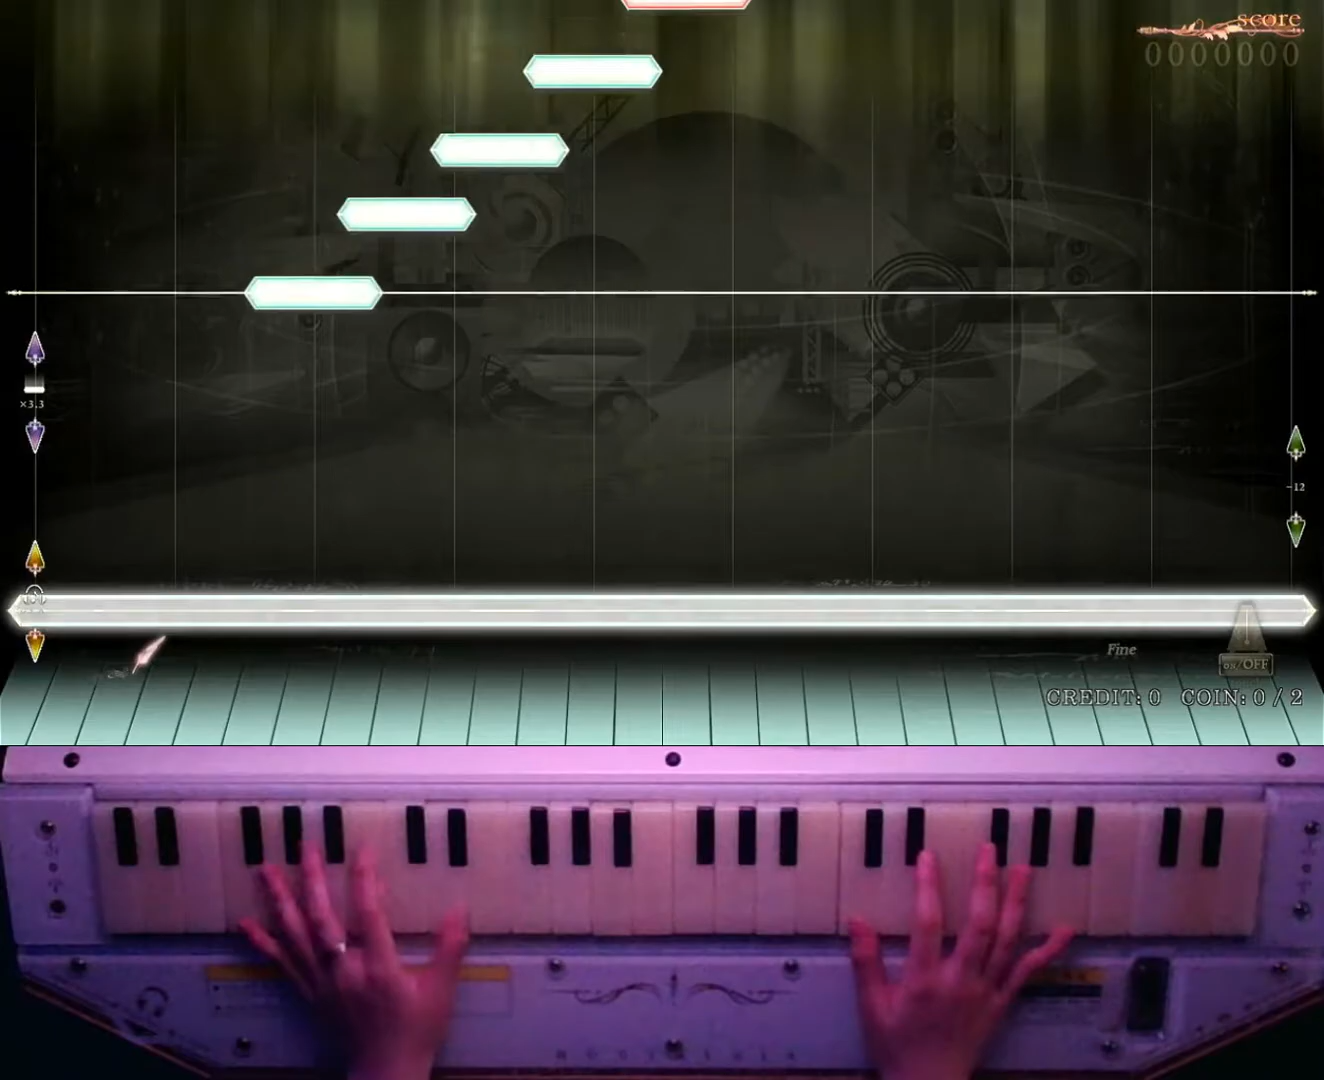 score
0000000
×3.3
-12
Fine
ON/OFF
CREDIT: 0 COIN: 0 / 2